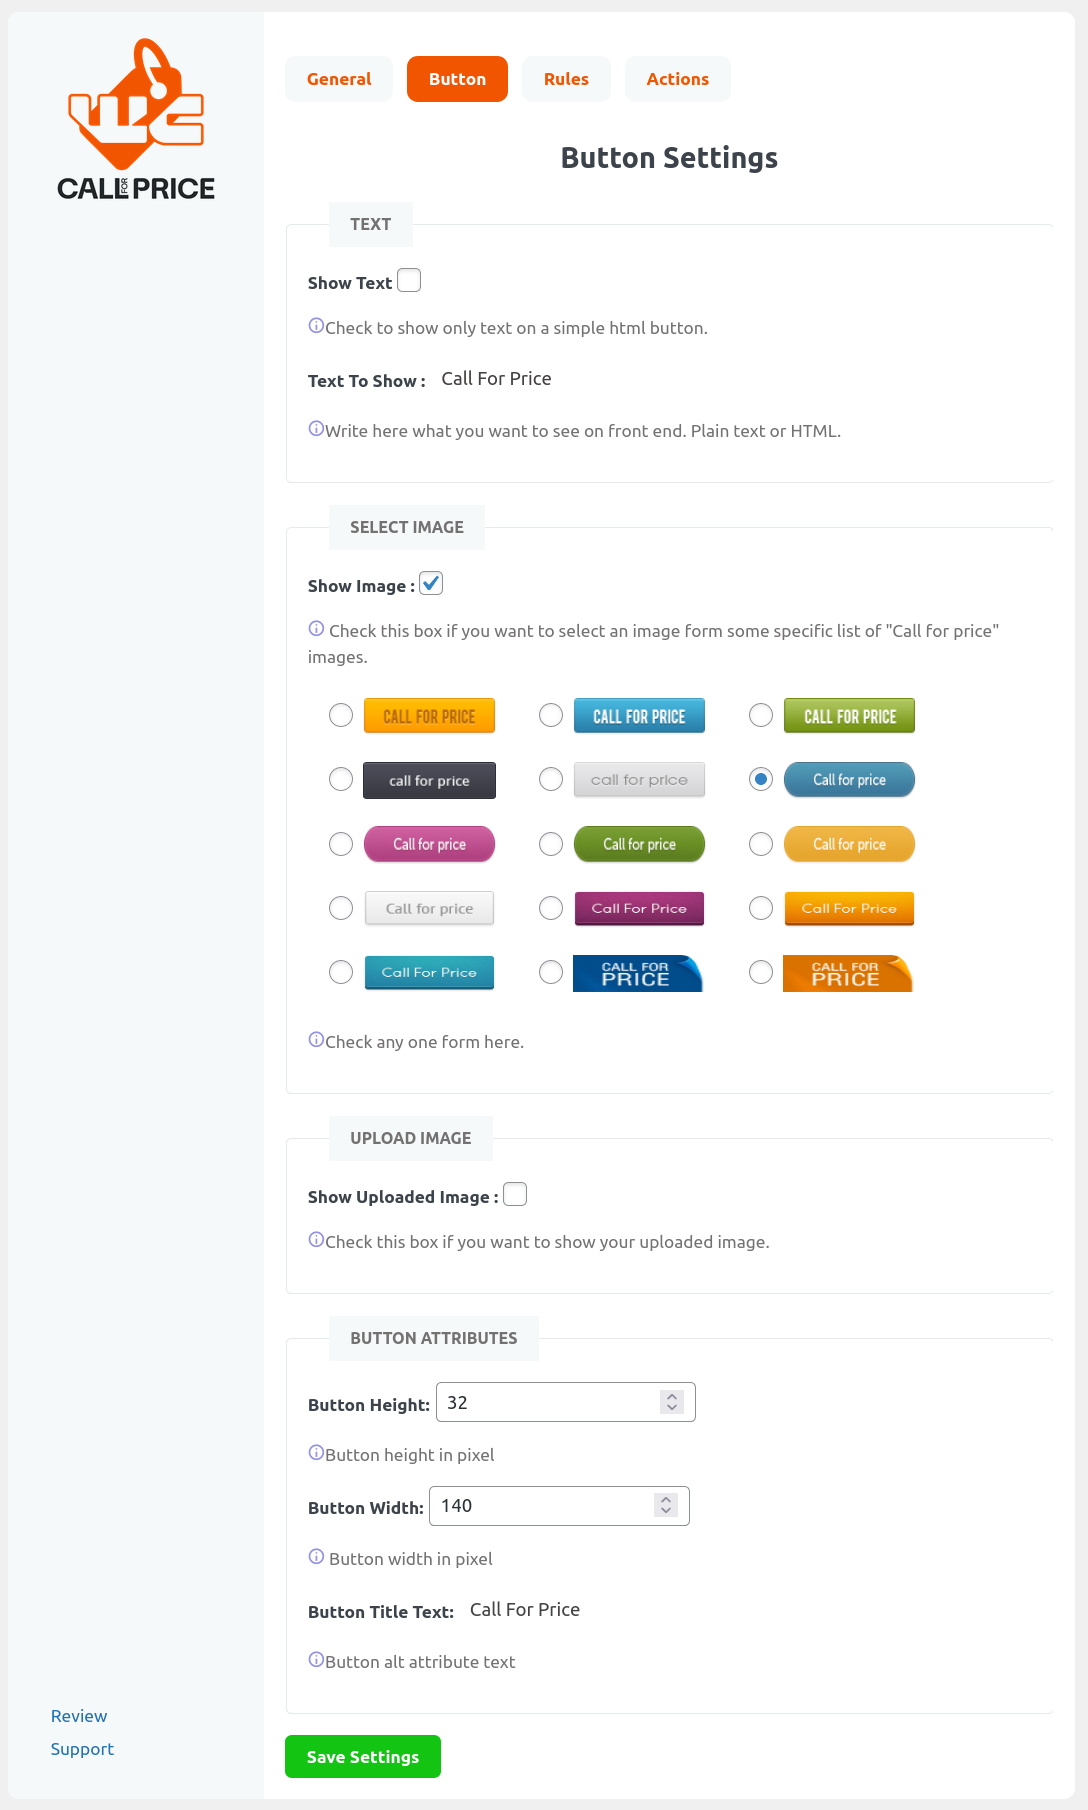 CALL FOR PRICE
General
Button
Rules
Actions
Button Settings
TEXT
Show Text
Check to show only text on a simple html button.
Text To Show : Call For Price
Write here what you want to see on front end. Plain text or HTML.
SELECT IMAGE
Show Image :
Check this box if you want to select an image form some specific list of "Call for price"
images.
CALL FOR PRICE
CALL FOR PRICE
CALL FOR PRICE
call for price
call for price
Call for price
Call for price
Call for price
Call for price
Call for price
Call For Price
Call For Price
Call For Price
CALL FOR
PRICE
CALL FOR
PRICE
Check any one form here.
UPLOAD IMAGE
Show Uploaded Image :
Check this box if you want to show your uploaded image.
BUTTON ATTRIBUTES
Button Height: 32
Button height in pixel
Button Width: 140
Button width in pixel
Button Title Text: Call For Price
Button alt attribute text
Review
Support
Save Settings